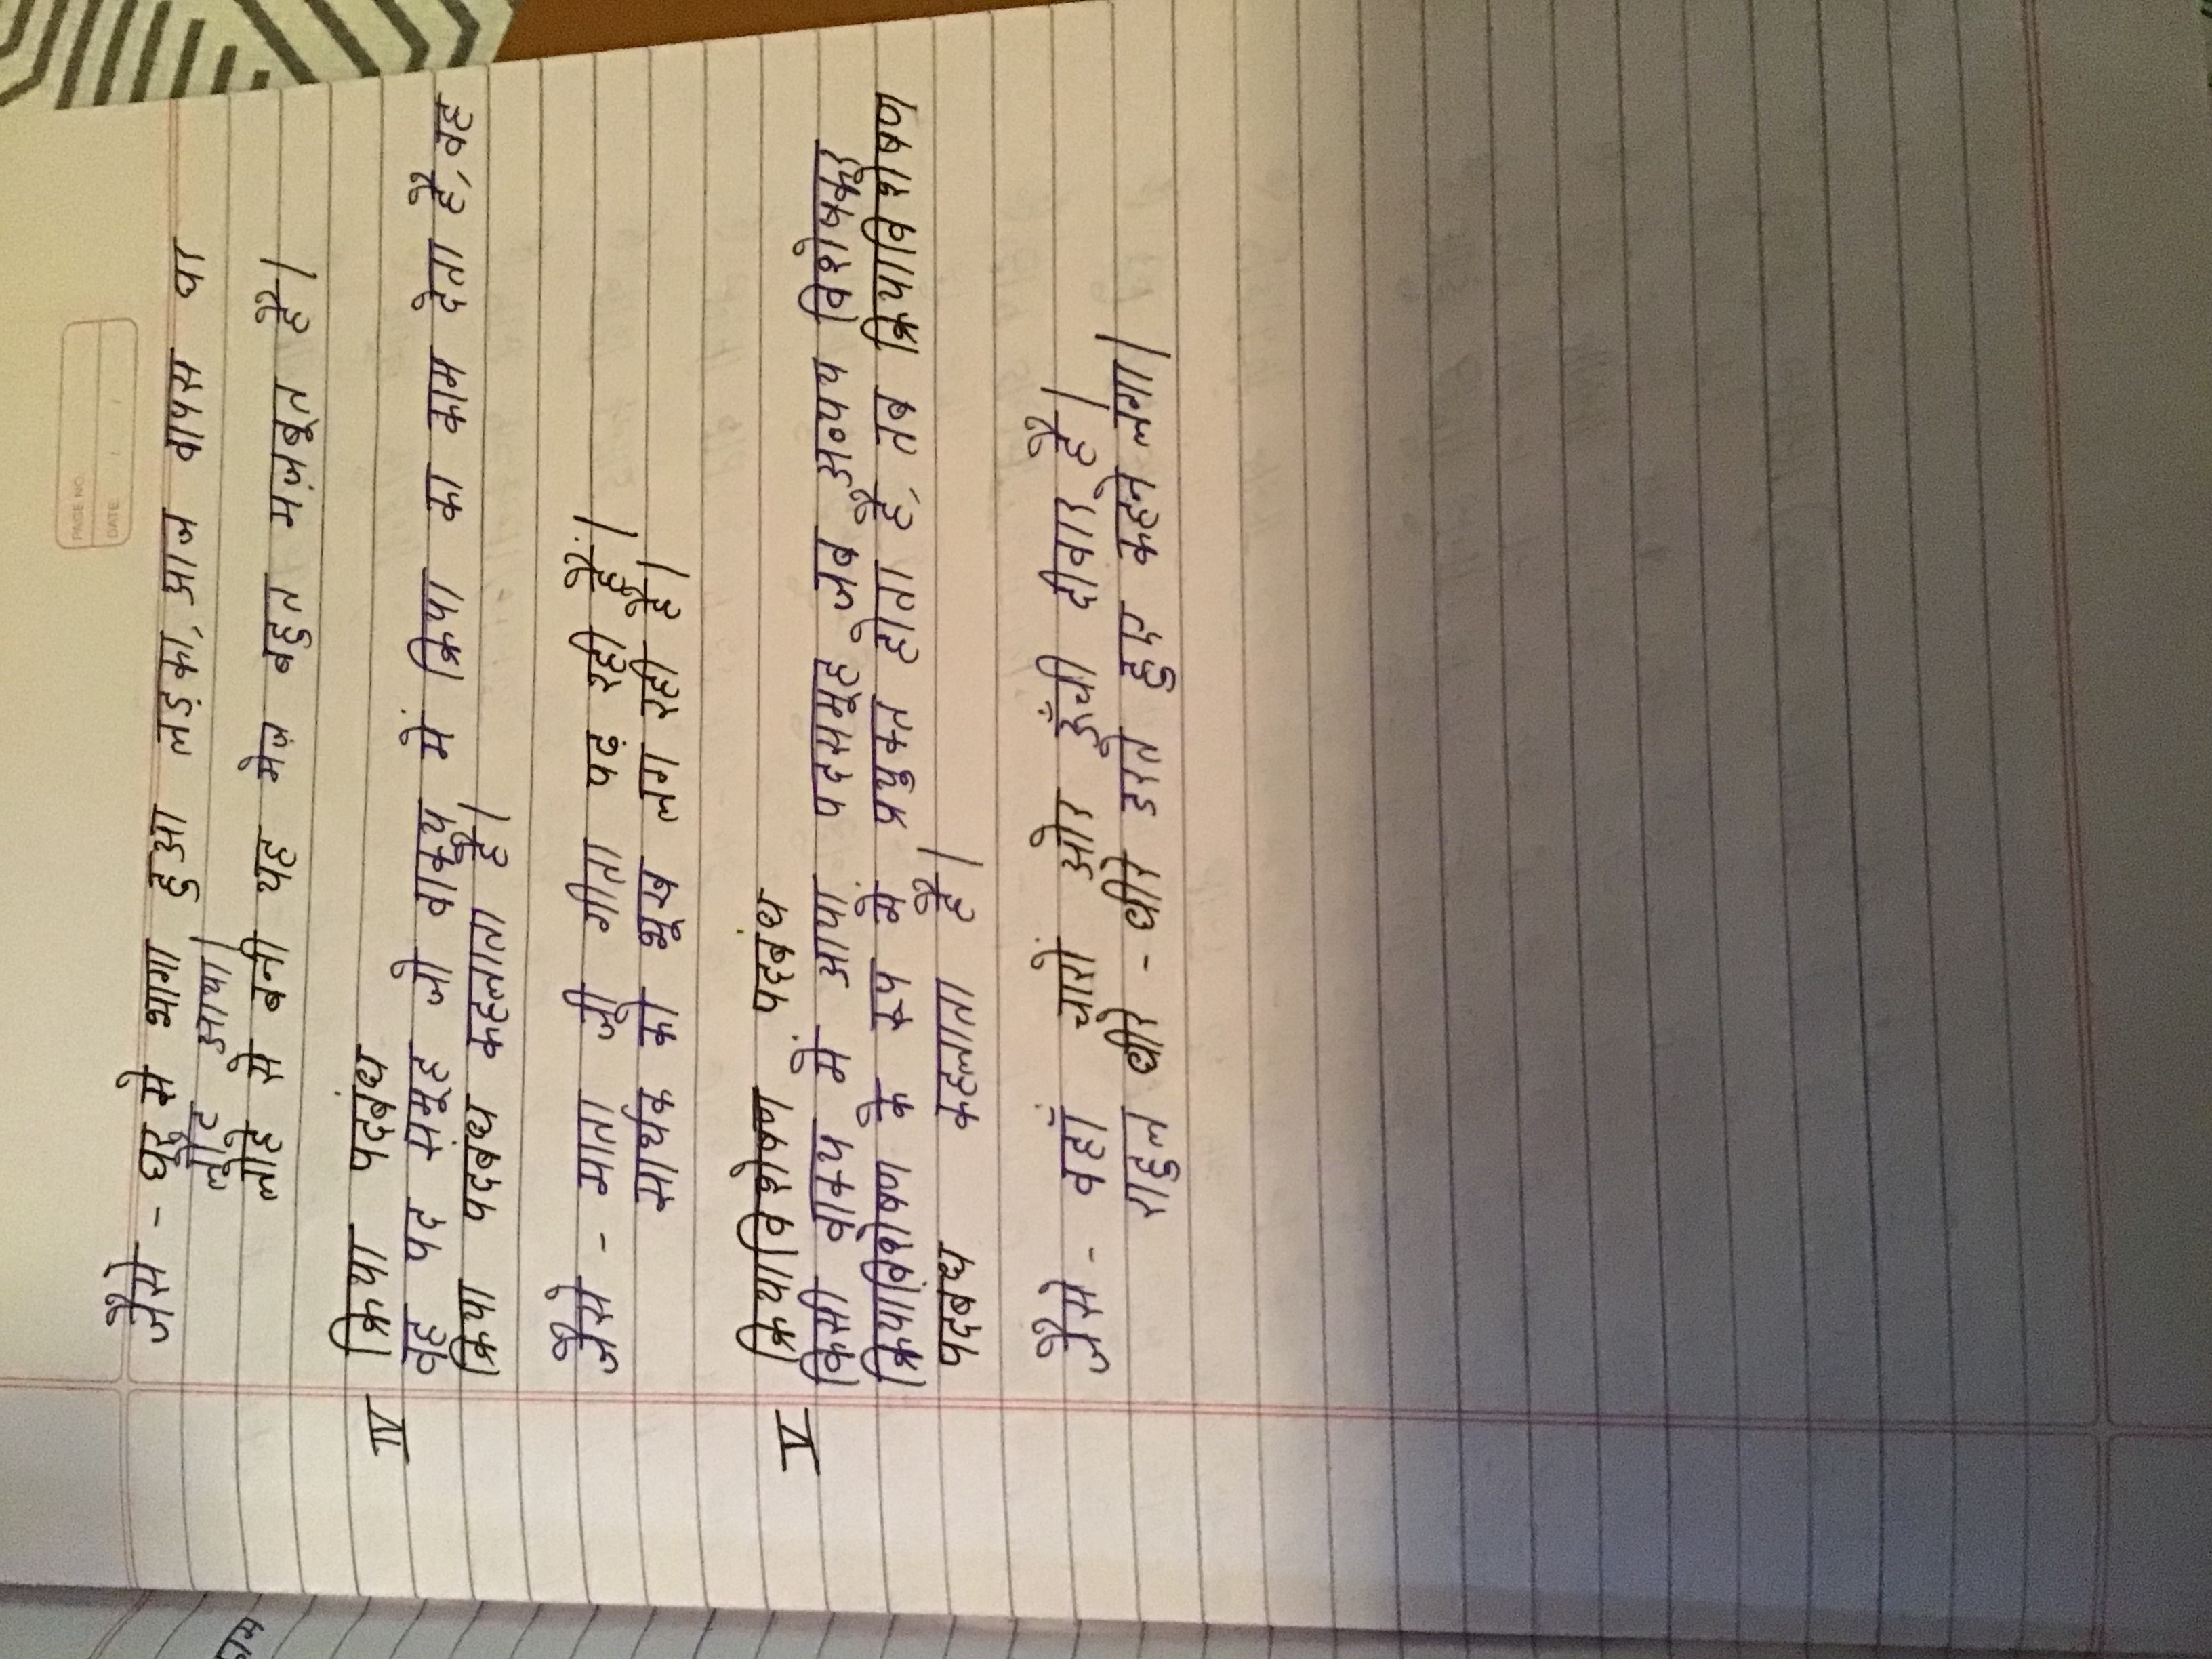 PAGE NO.
DATE: / /
जैसे - घर से भागा हुआ लड़का, आज वापस घर
लौट आया।
लोहे से बनी यह मेज़ बहुत मज़बूत है।
IV क्रिया पदबंध
वह पद समूह जो वाक्य में क्रिया का काम देता है, वह
क्रिया पदबंध कहलाता है।
जैसे - माता जी गीता पढ़ रही हैं।
सार्थक को भूख लग रही है।
V क्रियाविशेषण पदबंध
किसी वाक्य में आया पदसमूह जब अव्यय विशेषकर
क्रियाविशेषण के रूप में प्रयुक्त होता है, तब क्रियाविशेषण
पदबंध कहलाता है।
जैसे - वहाँ चारों ओर ऊँची दीवार है।
राहुल धीरे - धीरे डरते हुए कहने लगा।